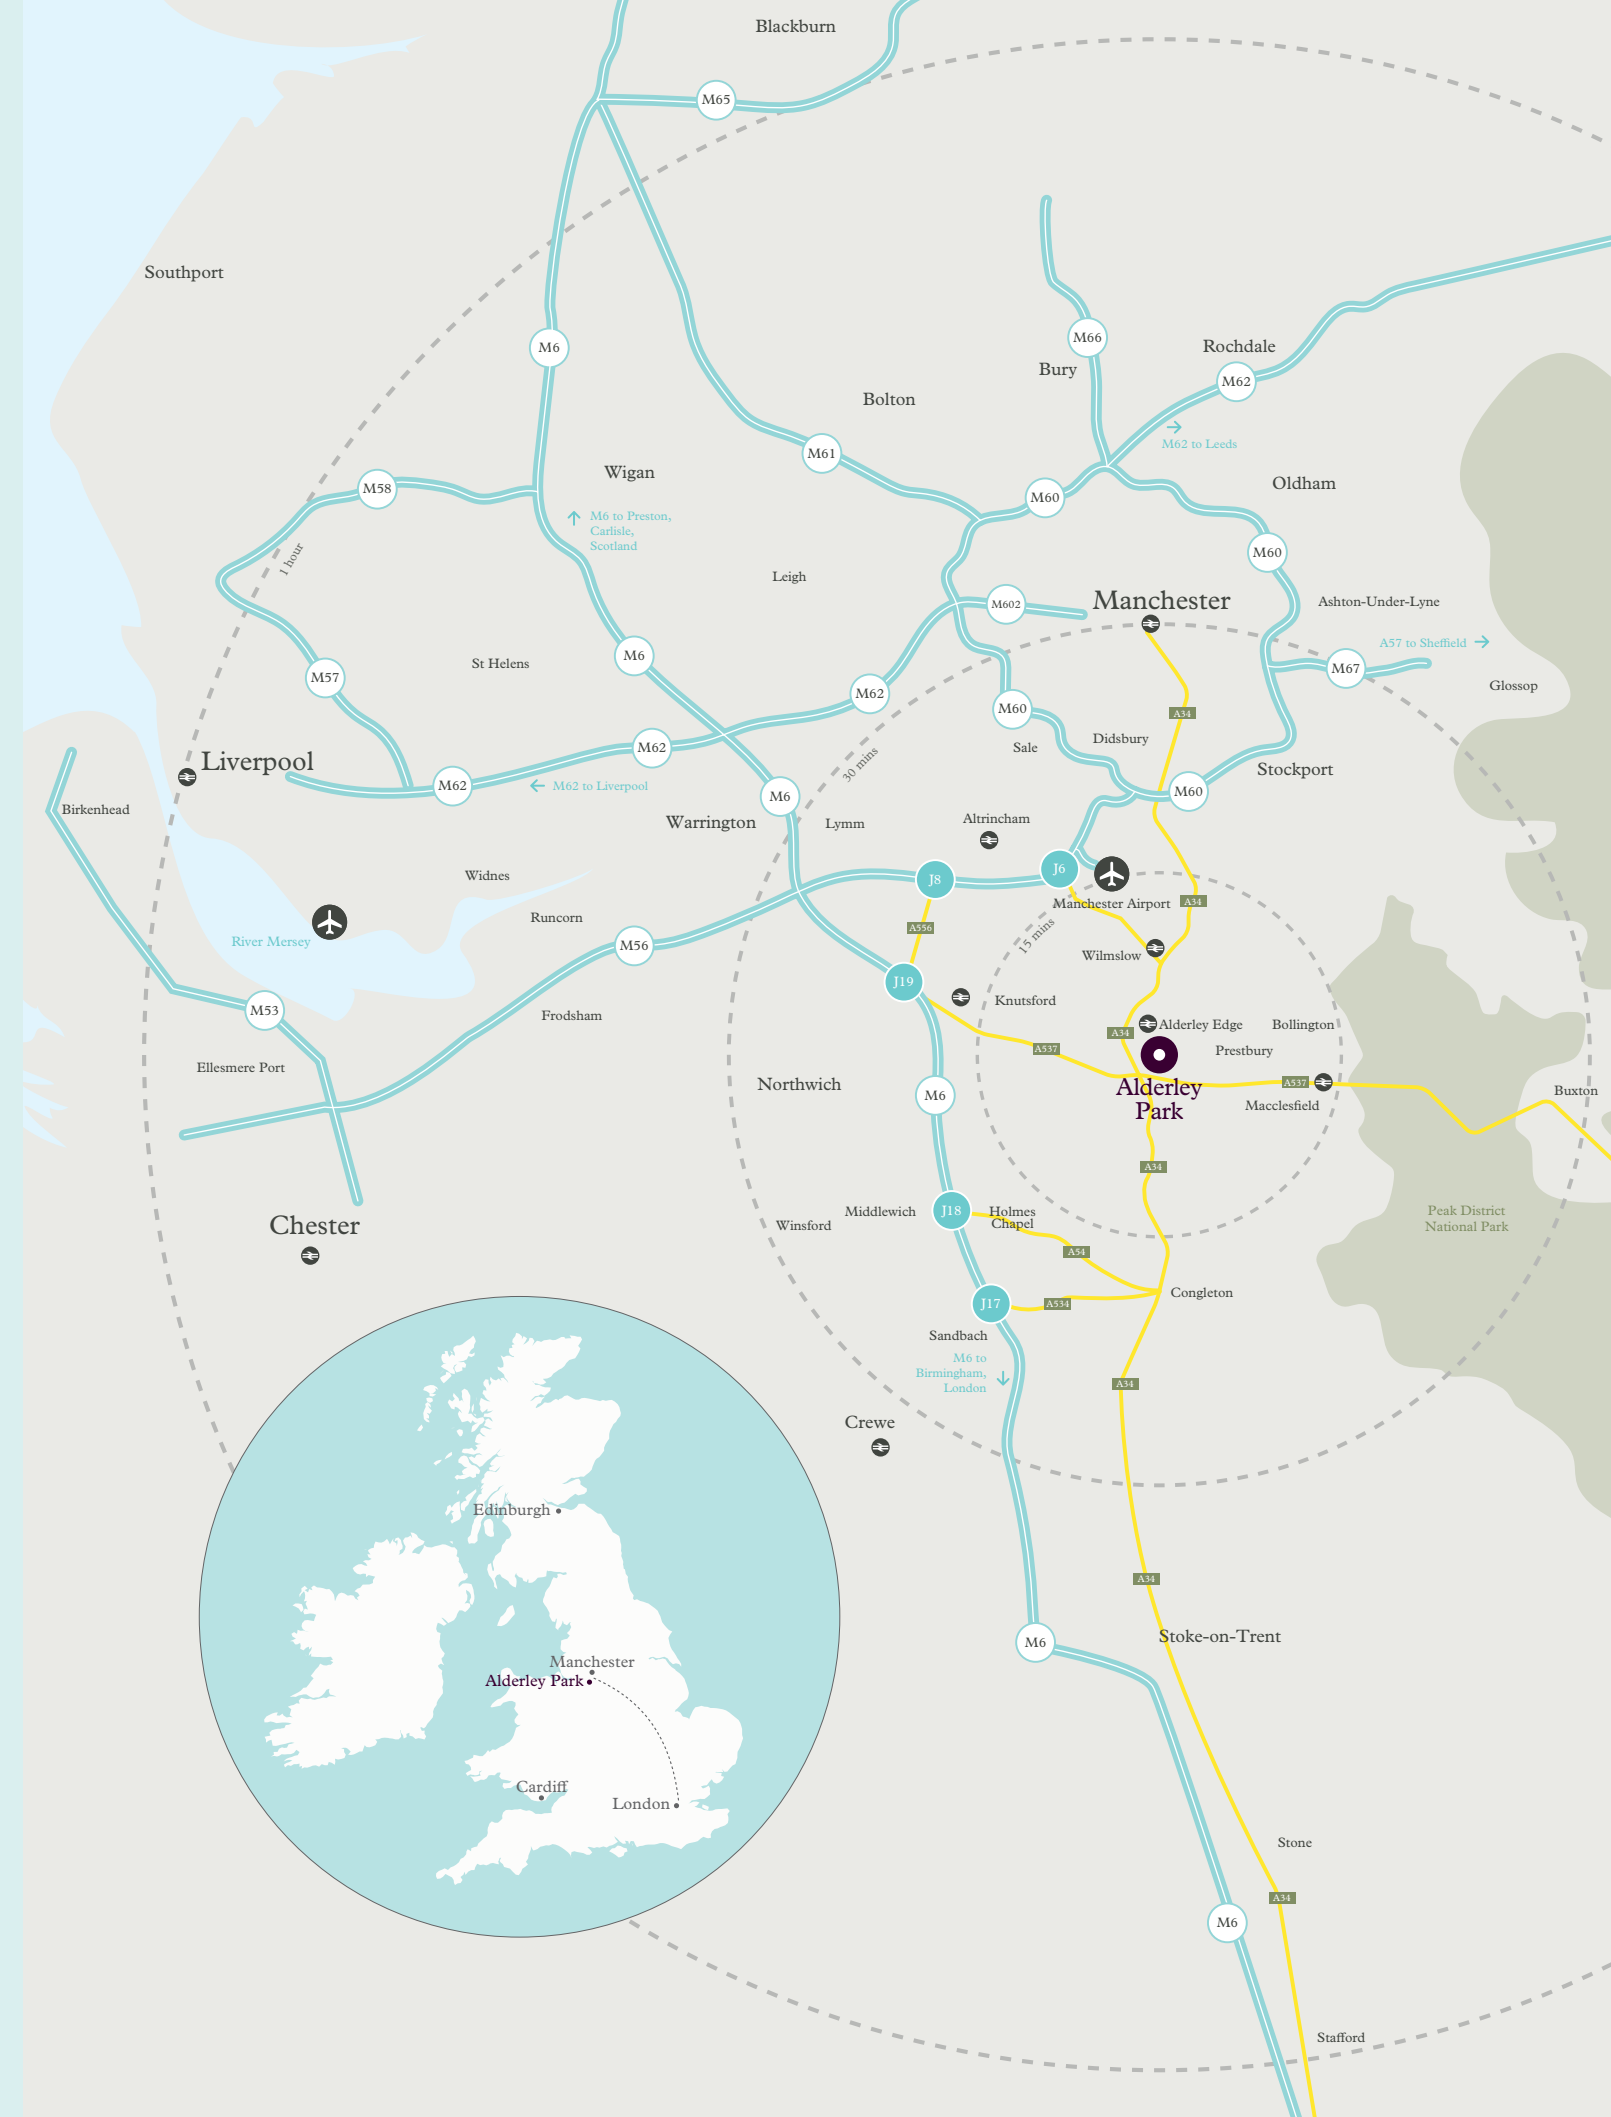 Blackburn
M65
Southport
M6
M66
Rochdale
Bury
M62
Bolton
M62 to Leeds
M61
Wigan
M58
Oldham
M60
M6 to Preston,
Carlisle,
Scotland
M60
1 hour
Leigh
M602
Manchester
Ashton-Under-Lyne
A57 to Sheffield
M6
St Helens
M67
M57
Glossop
M62
M60
A34
Didsbury
Sale
M62
Liverpool
30 mins
Stockport
M62
M62 to Liverpool
M60
M6
Birkenhead
Warrington
Lymm
Altrincham
J6
Widnes
J8
Manchester Airport
A34
Runcorn
A556
15 mins
River Mersey
M56
Wilmslow
J19
Knutsford
M53
Frodsham
Alderley Edge
Bollington
A34
A537
Prestbury
Ellesmere Port
Northwich
Alderley
Park
A537
Buxton
M6
Macclesfield
A34
Middlewich
J18
Holmes
Chapel
Peak District
National Park
Winsford
Chester
A54
Congleton
J17
A534
Sandbach
M6 to
Birmingham,
London
A34
Crewe
Edinburgh
A34
M6
Stoke-on-Trent
Manchester
Alderley Park
Cardiff
London
Stone
A34
M6
Stafford